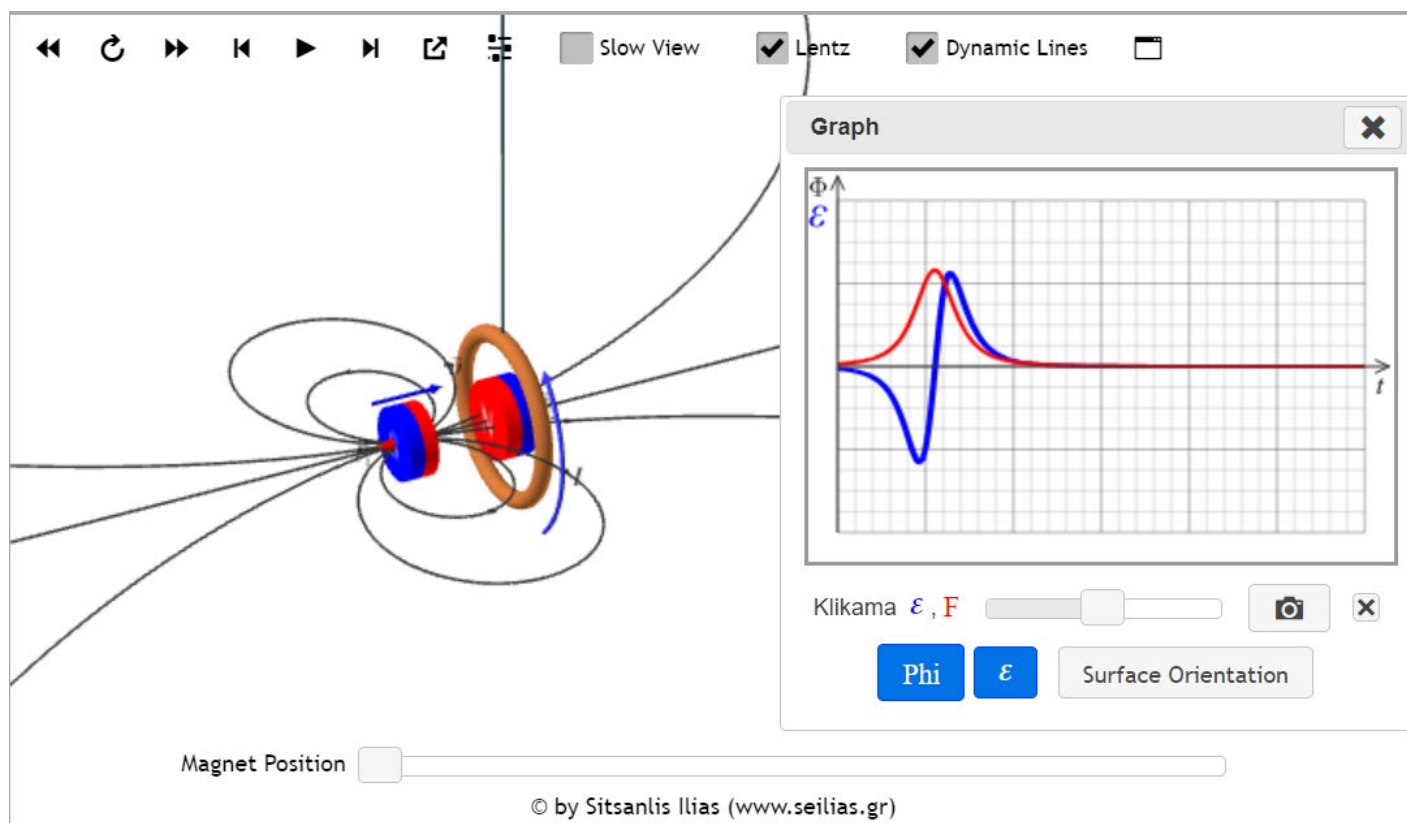 Slow View
Lentz
Dynamic Lines
Graph
Φ
ε
t
Klikama ε , F
Phi
ε
Surface Orientation
Magnet Position
© by Sitsanlis Ilias (www.seilias.gr)